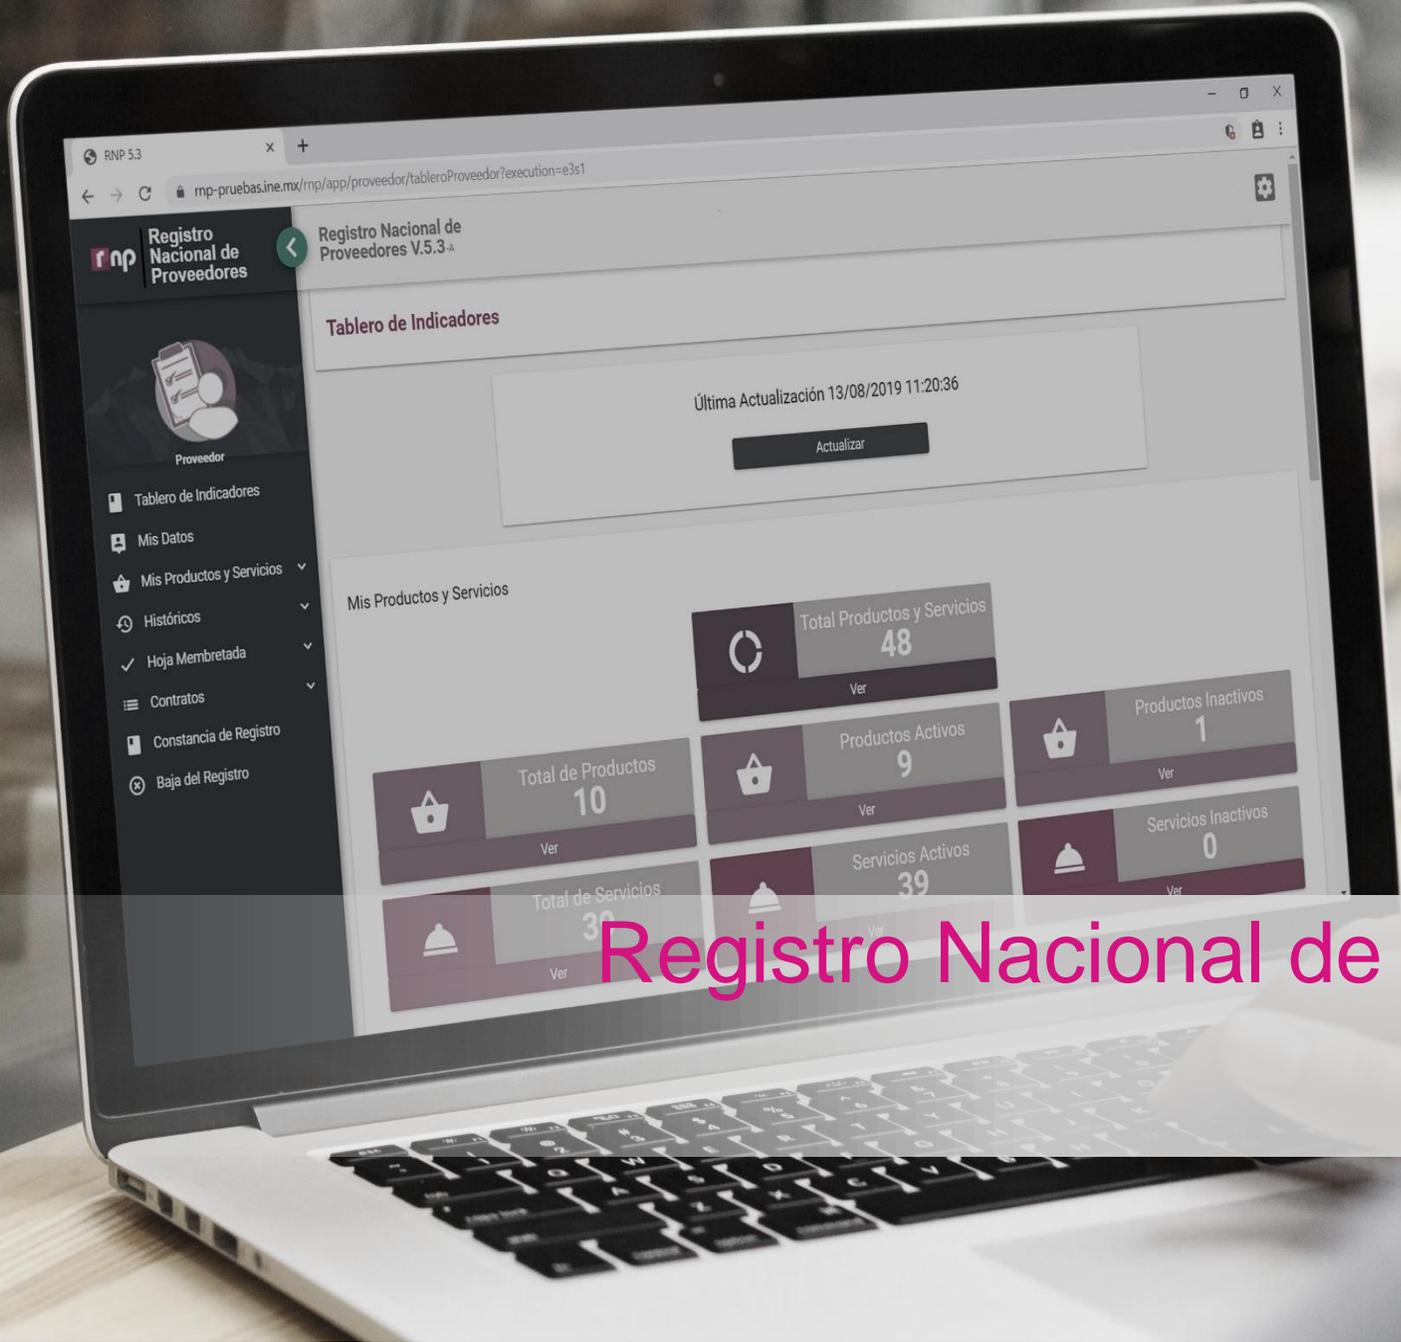 RNP 5.3
rnp-pruebas.ine.mx/rnp/app/proveedor/tableroProveedor?execution=e3s1
rnp
Registro
Nacional de
Proveedores
Registro Nacional de
Proveedores V.5.3-A
Tablero de Indicadores
Última Actualización 13/08/2019 11:20:36
Actualizar
Proveedor
Tablero de Indicadores
Mis Datos
Mis Productos y Servicios
Históricos
Hoja Membretada
Contratos
Constancia de Registro
Baja del Registro
Mis Productos y Servicios
Total Productos y Servicios
48
Ver
Total de Productos
10
Ver
Productos Activos
9
Ver
Productos Inactivos
1
Ver
Total de Servicios
Ver
Servicios Activos
39
Ver
Servicios Inactivos
0
Ver
Registro Nacional de